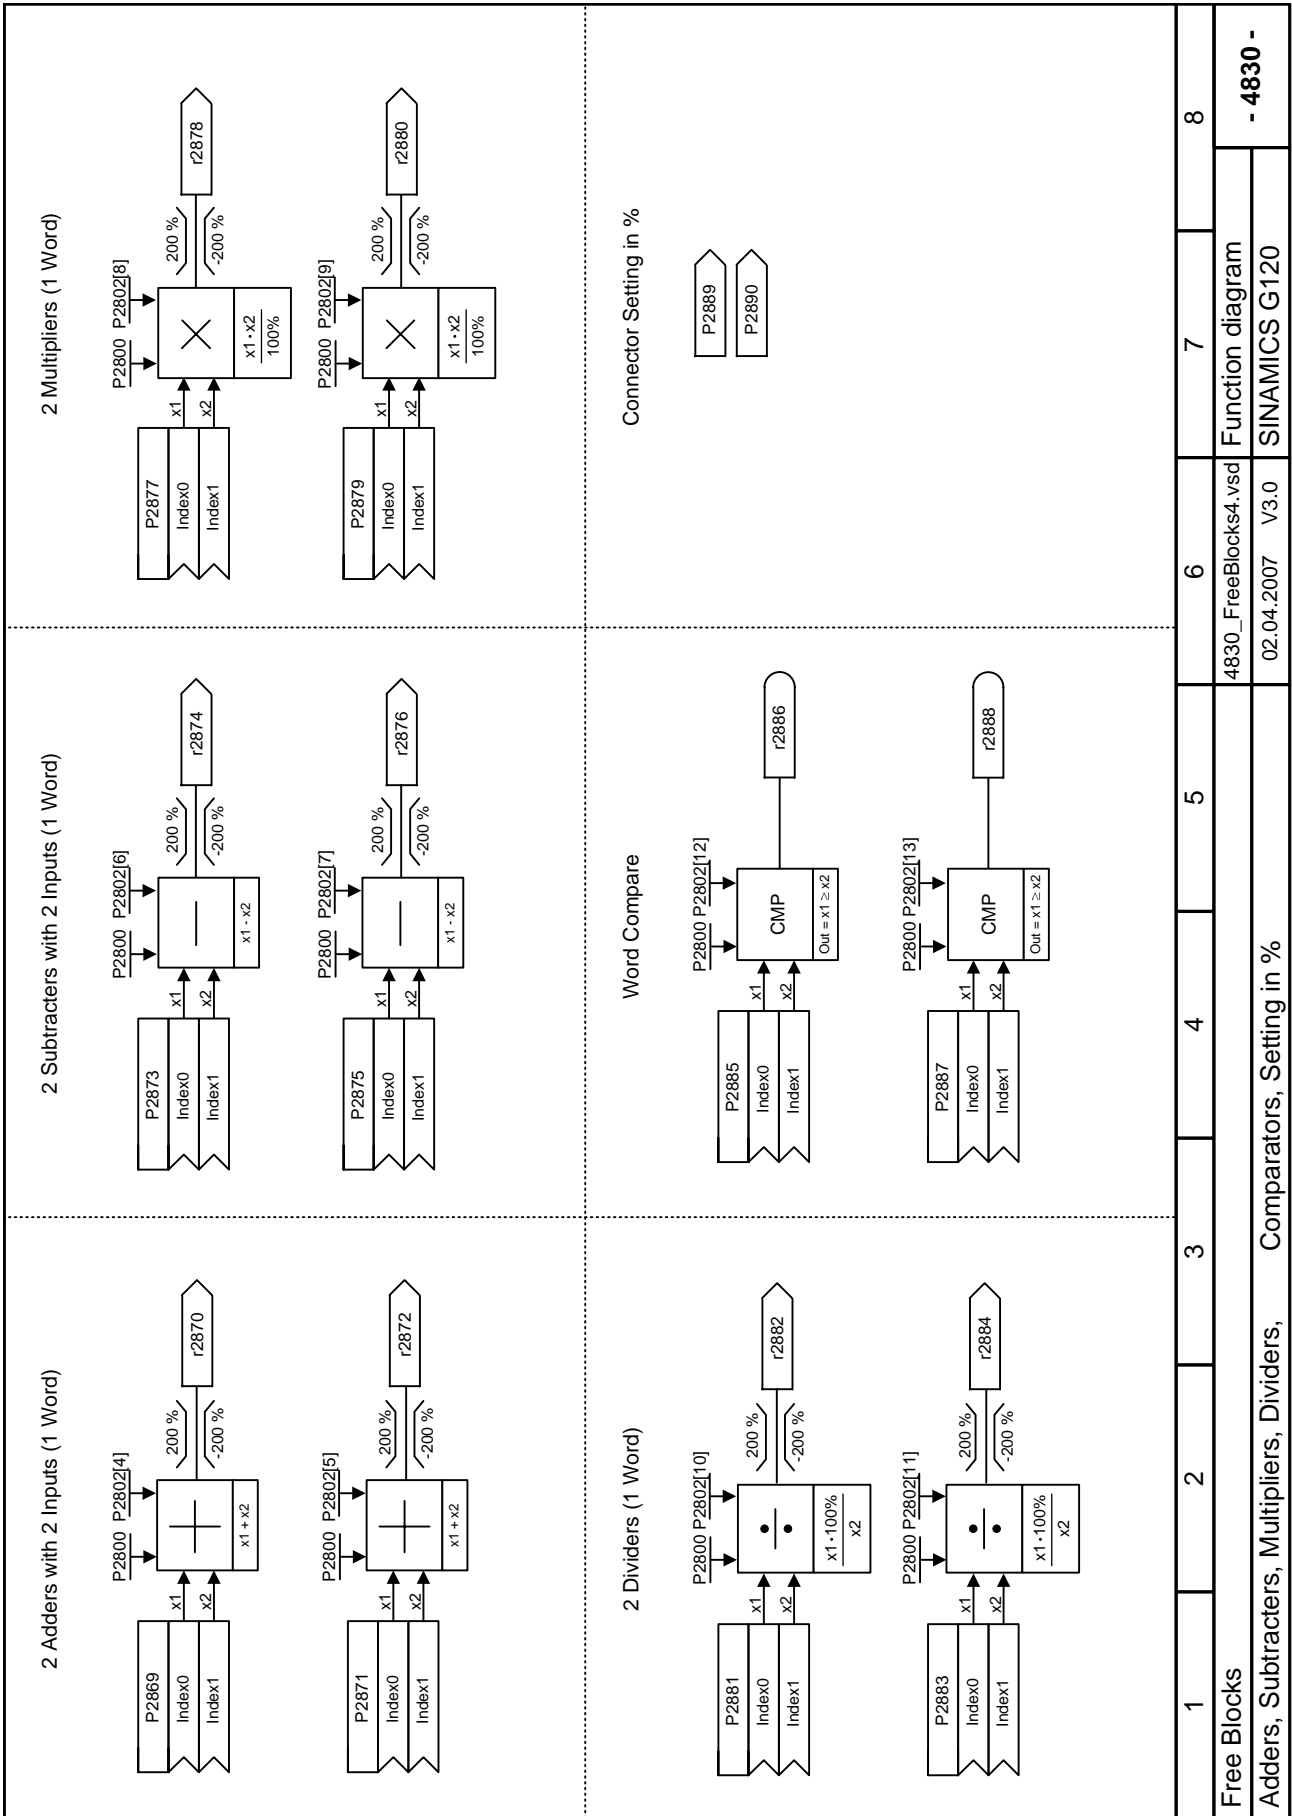 2 Adders with 2 Inputs (1 Word)
P2800 P2802[4]
P2869
Index0
Index1
x1
x2
x1 + x2
200 %
-200 %
r2870
P2800 P2802[5]
P2871
Index0
Index1
x1
x2
x1 + x2
200 %
-200 %
r2872
2 Subtracters with 2 Inputs (1 Word)
P2800 P2802[6]
P2873
Index0
Index1
x1
x2
x1 - x2
200 %
-200 %
r2874
P2800 P2802[7]
P2875
Index0
Index1
x1
x2
x1 - x2
200 %
-200 %
r2876
2 Multipliers (1 Word)
P2800 P2802[8]
P2877
Index0
Index1
x1
x2
x1 · x2
100%
200 %
-200 %
r2878
P2800 P2802[9]
P2879
Index0
Index1
x1
x2
x1 · x2
100%
200 %
-200 %
r2880
2 Dividers (1 Word)
P2800 P2802[10]
P2881
Index0
Index1
x1
x2
x1 · 100%
x2
200 %
-200 %
r2882
P2800 P2802[11]
P2883
Index0
Index1
x1
x2
x1 · 100%
x2
200 %
-200 %
r2884
Word Compare
P2800 P2802[12]
P2885
Index0
Index1
x1
x2
CMP
Out = x1 ≥ x2
r2886
P2800 P2802[13]
P2887
Index0
Index1
x1
x2
CMP
Out = x1 ≥ x2
r2888
Connector Setting in %
P2889
P2890
1 2 3 4 5 6 7 8
Free Blocks
4830_FreeBlocks4.vsd
Function diagram
- 4830 -
Adders, Subtracters, Multipliers, Dividers, Comparators, Setting in %
02.04.2007 V3.0
SINAMICS G120